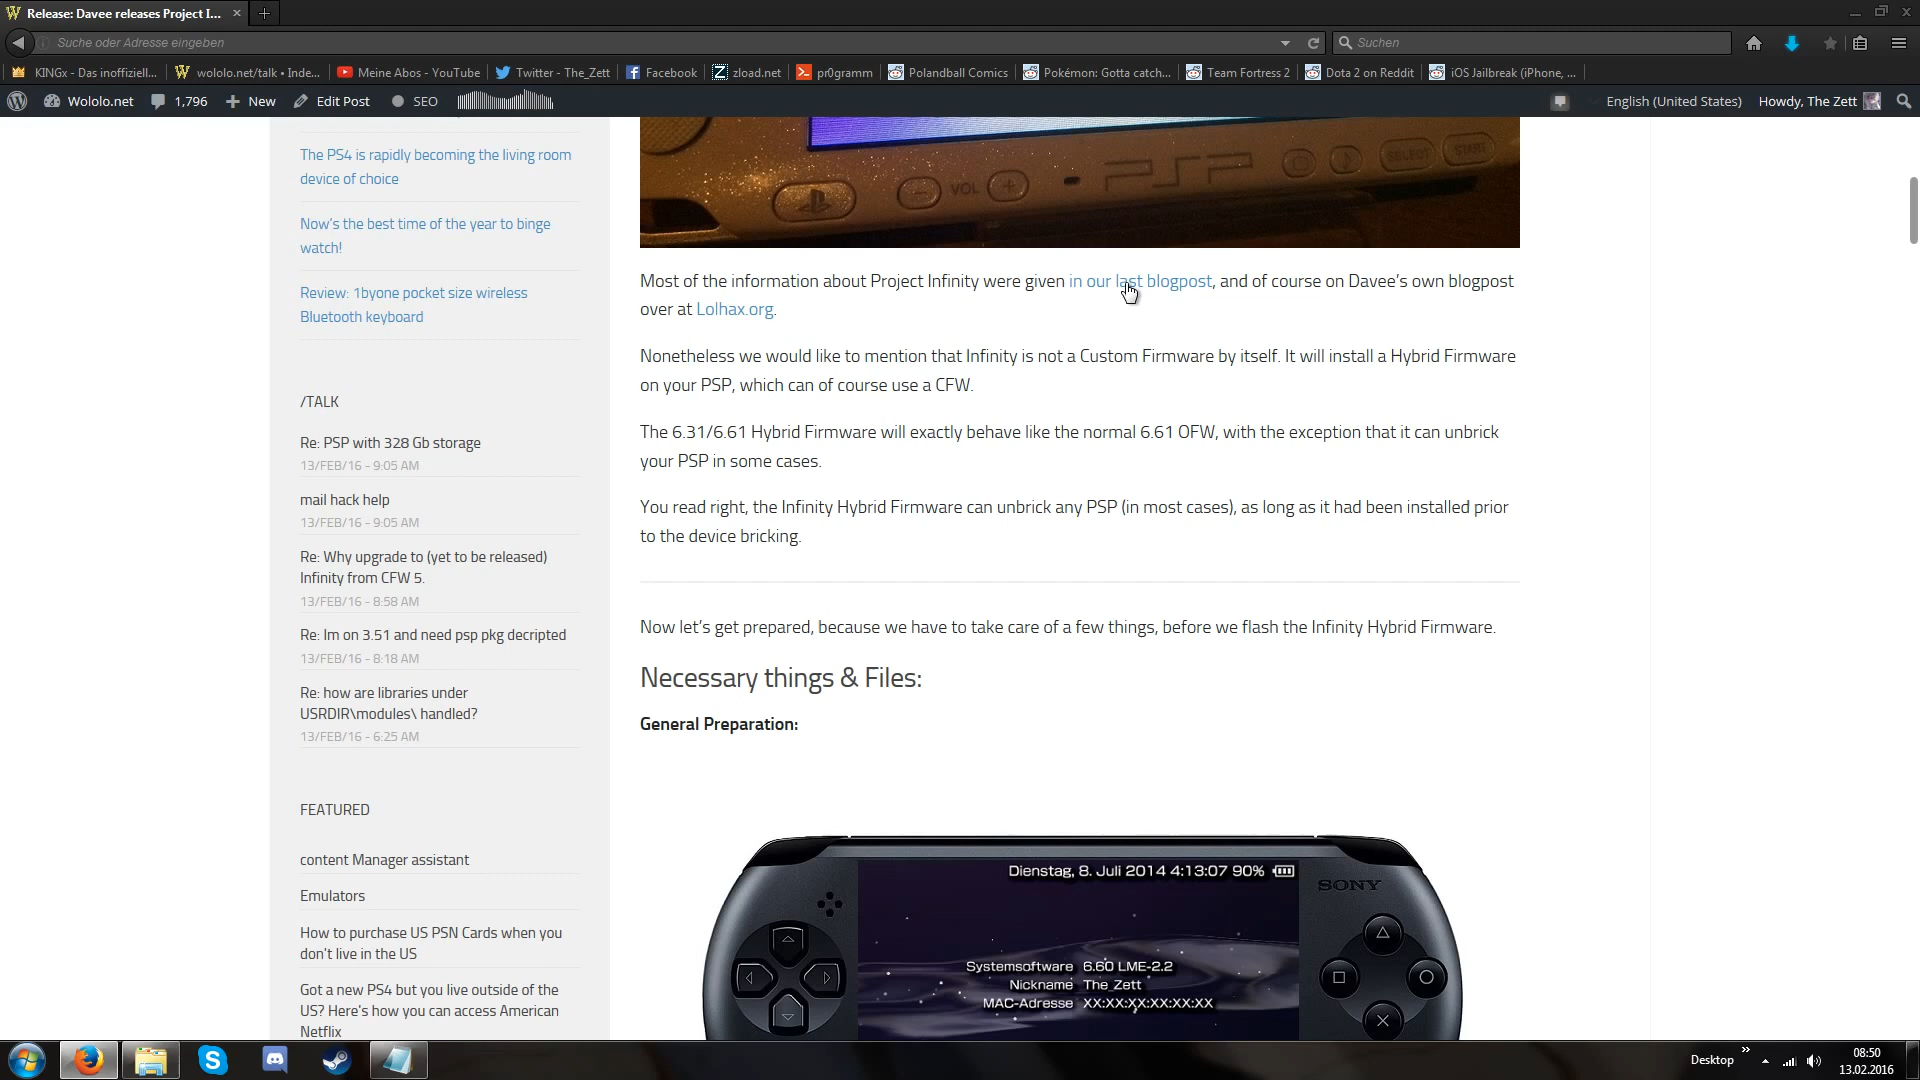 Release: Davee releases Project I...
Suche oder Adresse eingeben
Suchen
KINGx - Das inoffiziell...
wololo.net/talk • Inde...
Meine Abos - YouTube
Twitter - The_Zett
Facebook
zload.net
pr0gramm
Polandball Comics
Pokémon: Gotta catch...
Team Fortress 2
Dota 2 on Reddit
iOS Jailbreak (iPhone, ...
Wololo.net
1,796
New
Edit Post
SEO
English (United States)
Howdy, The Zett
The PS4 is rapidly becoming the living room
device of choice
Now's the best time of the year to binge
watch!
Review: 1byone pocket size wireless
Bluetooth keyboard
/TALK
Re: PSP with 328 Gb storage
13/FEB/16 - 9:05 AM
mail hack help
13/FEB/16 - 9:05 AM
Re: Why upgrade to (yet to be released)
Infinity from CFW 5.
13/FEB/16 - 8:58 AM
Re: Im on 3.51 and need psp pkg decripted
13/FEB/16 - 8:18 AM
Re: how are libraries under
USRDIR\modules\ handled?
13/FEB/16 - 6:25 AM
FEATURED
content Manager assistant
Emulators
How to purchase US PSN Cards when you
don't live in the US
Got a new PS4 but you live outside of the
US? Here's how you can access American
Netflix
VOL
PSP
SELECT
START
Most of the information about Project Infinity were given in our last blogpost, and of course on Davee's own blogpost
over at Lolhax.org.
Nonetheless we would like to mention that Infinity is not a Custom Firmware by itself. It will install a Hybrid Firmware
on your PSP, which can of course use a CFW.
The 6.31/6.61 Hybrid Firmware will exactly behave like the normal 6.61 OFW, with the exception that it can unbrick
your PSP in some cases.
You read right, the Infinity Hybrid Firmware can unbrick any PSP (in most cases), as long as it had been installed prior
to the device bricking.
Now let's get prepared, because we have to take care of a few things, before we flash the Infinity Hybrid Firmware.
Necessary things & Files:
General Preparation:
Dienstag, 8. Juli 2014 4:13:07 90%
SONY
Systemsoftware 6.60 LME-2.2
Nickname The_Zett
MAC-Adresse XX:XX:XX:XX:XX:XX
Desktop
08:50
13.02.2016